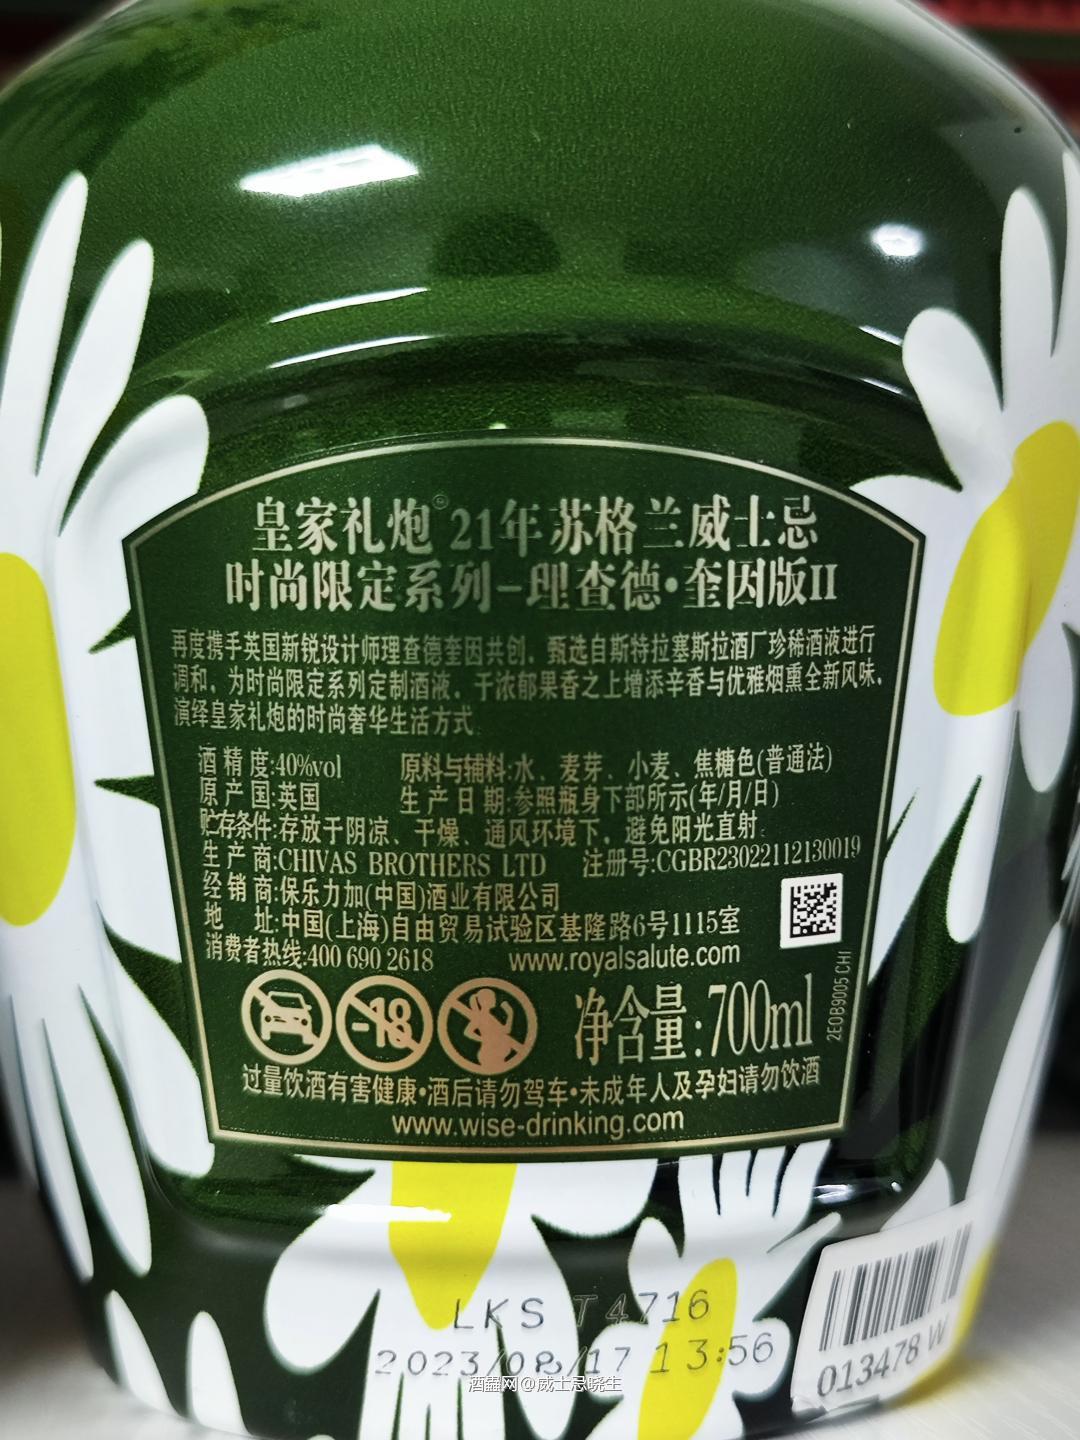 皇家礼炮® 21年苏格兰威士忌
时尚限定系列-理查德·奎因版II
再度携手英国新锐设计师理查德奎因共创，甄选自斯特拉塞斯拉酒厂珍稀酒液进行
调和，为时尚限定系列定制酒液，于浓郁果香之上增添辛香与优雅烟熏全新风味，
演绎皇家礼炮的时尚奢华生活方式
酒精度:40%vol 原料与辅料:水、麦芽、小麦、焦糖色(普通法)
原产国:英国 生产日期:参照瓶身下部所示(年/月/日)
贮存条件:存放于阴凉、干燥、通风环境下，避免阳光直射。
生产商:CHIVAS BROTHERS LTD 注册号:CGBR23022112130019
经销商:保乐力加(中国)酒业有限公司
地址:中国(上海)自由贸易试验区基隆路6号1115室
消费者热线:400 690 2618 www.royalsalute.com
2E0B9005 CHI
-18 净含量:700ml
过量饮酒有害健康·酒后请勿驾车·未成年人及孕妇请勿饮酒
www.wise-drinking.com
LKS T4716
2023/08/17 13:56
013478 W
酒蠱网@威士忌晓生